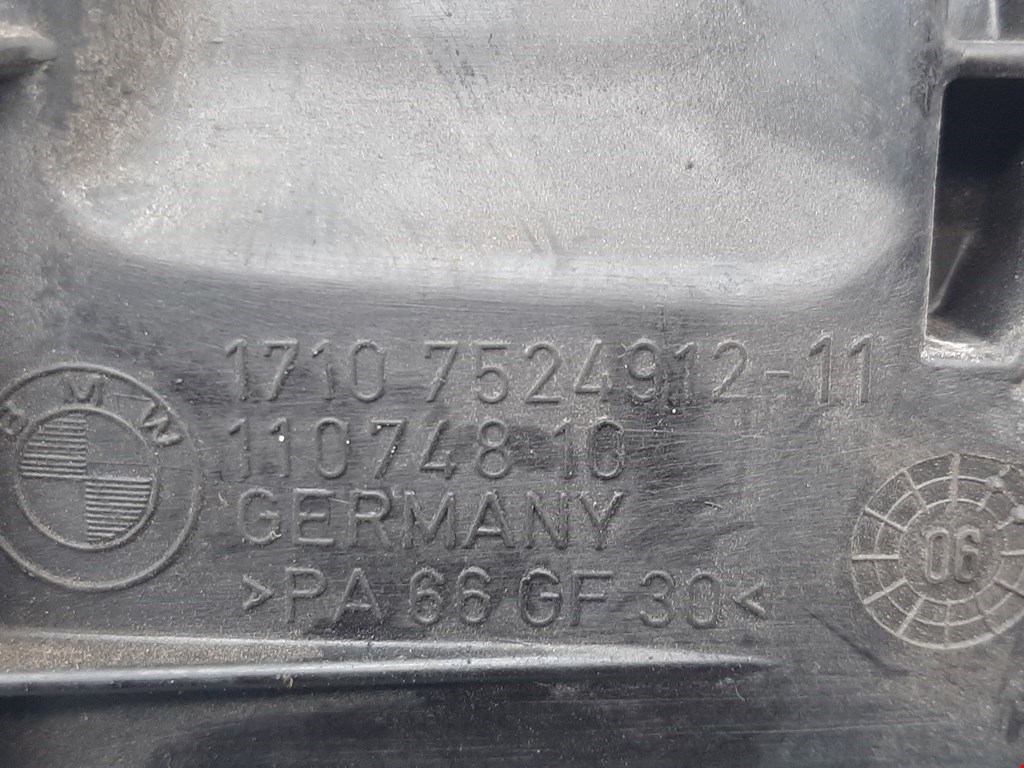 BMW
1710 7524912-11
110748 10
GERMANY
>PA 66 GF 30<
06